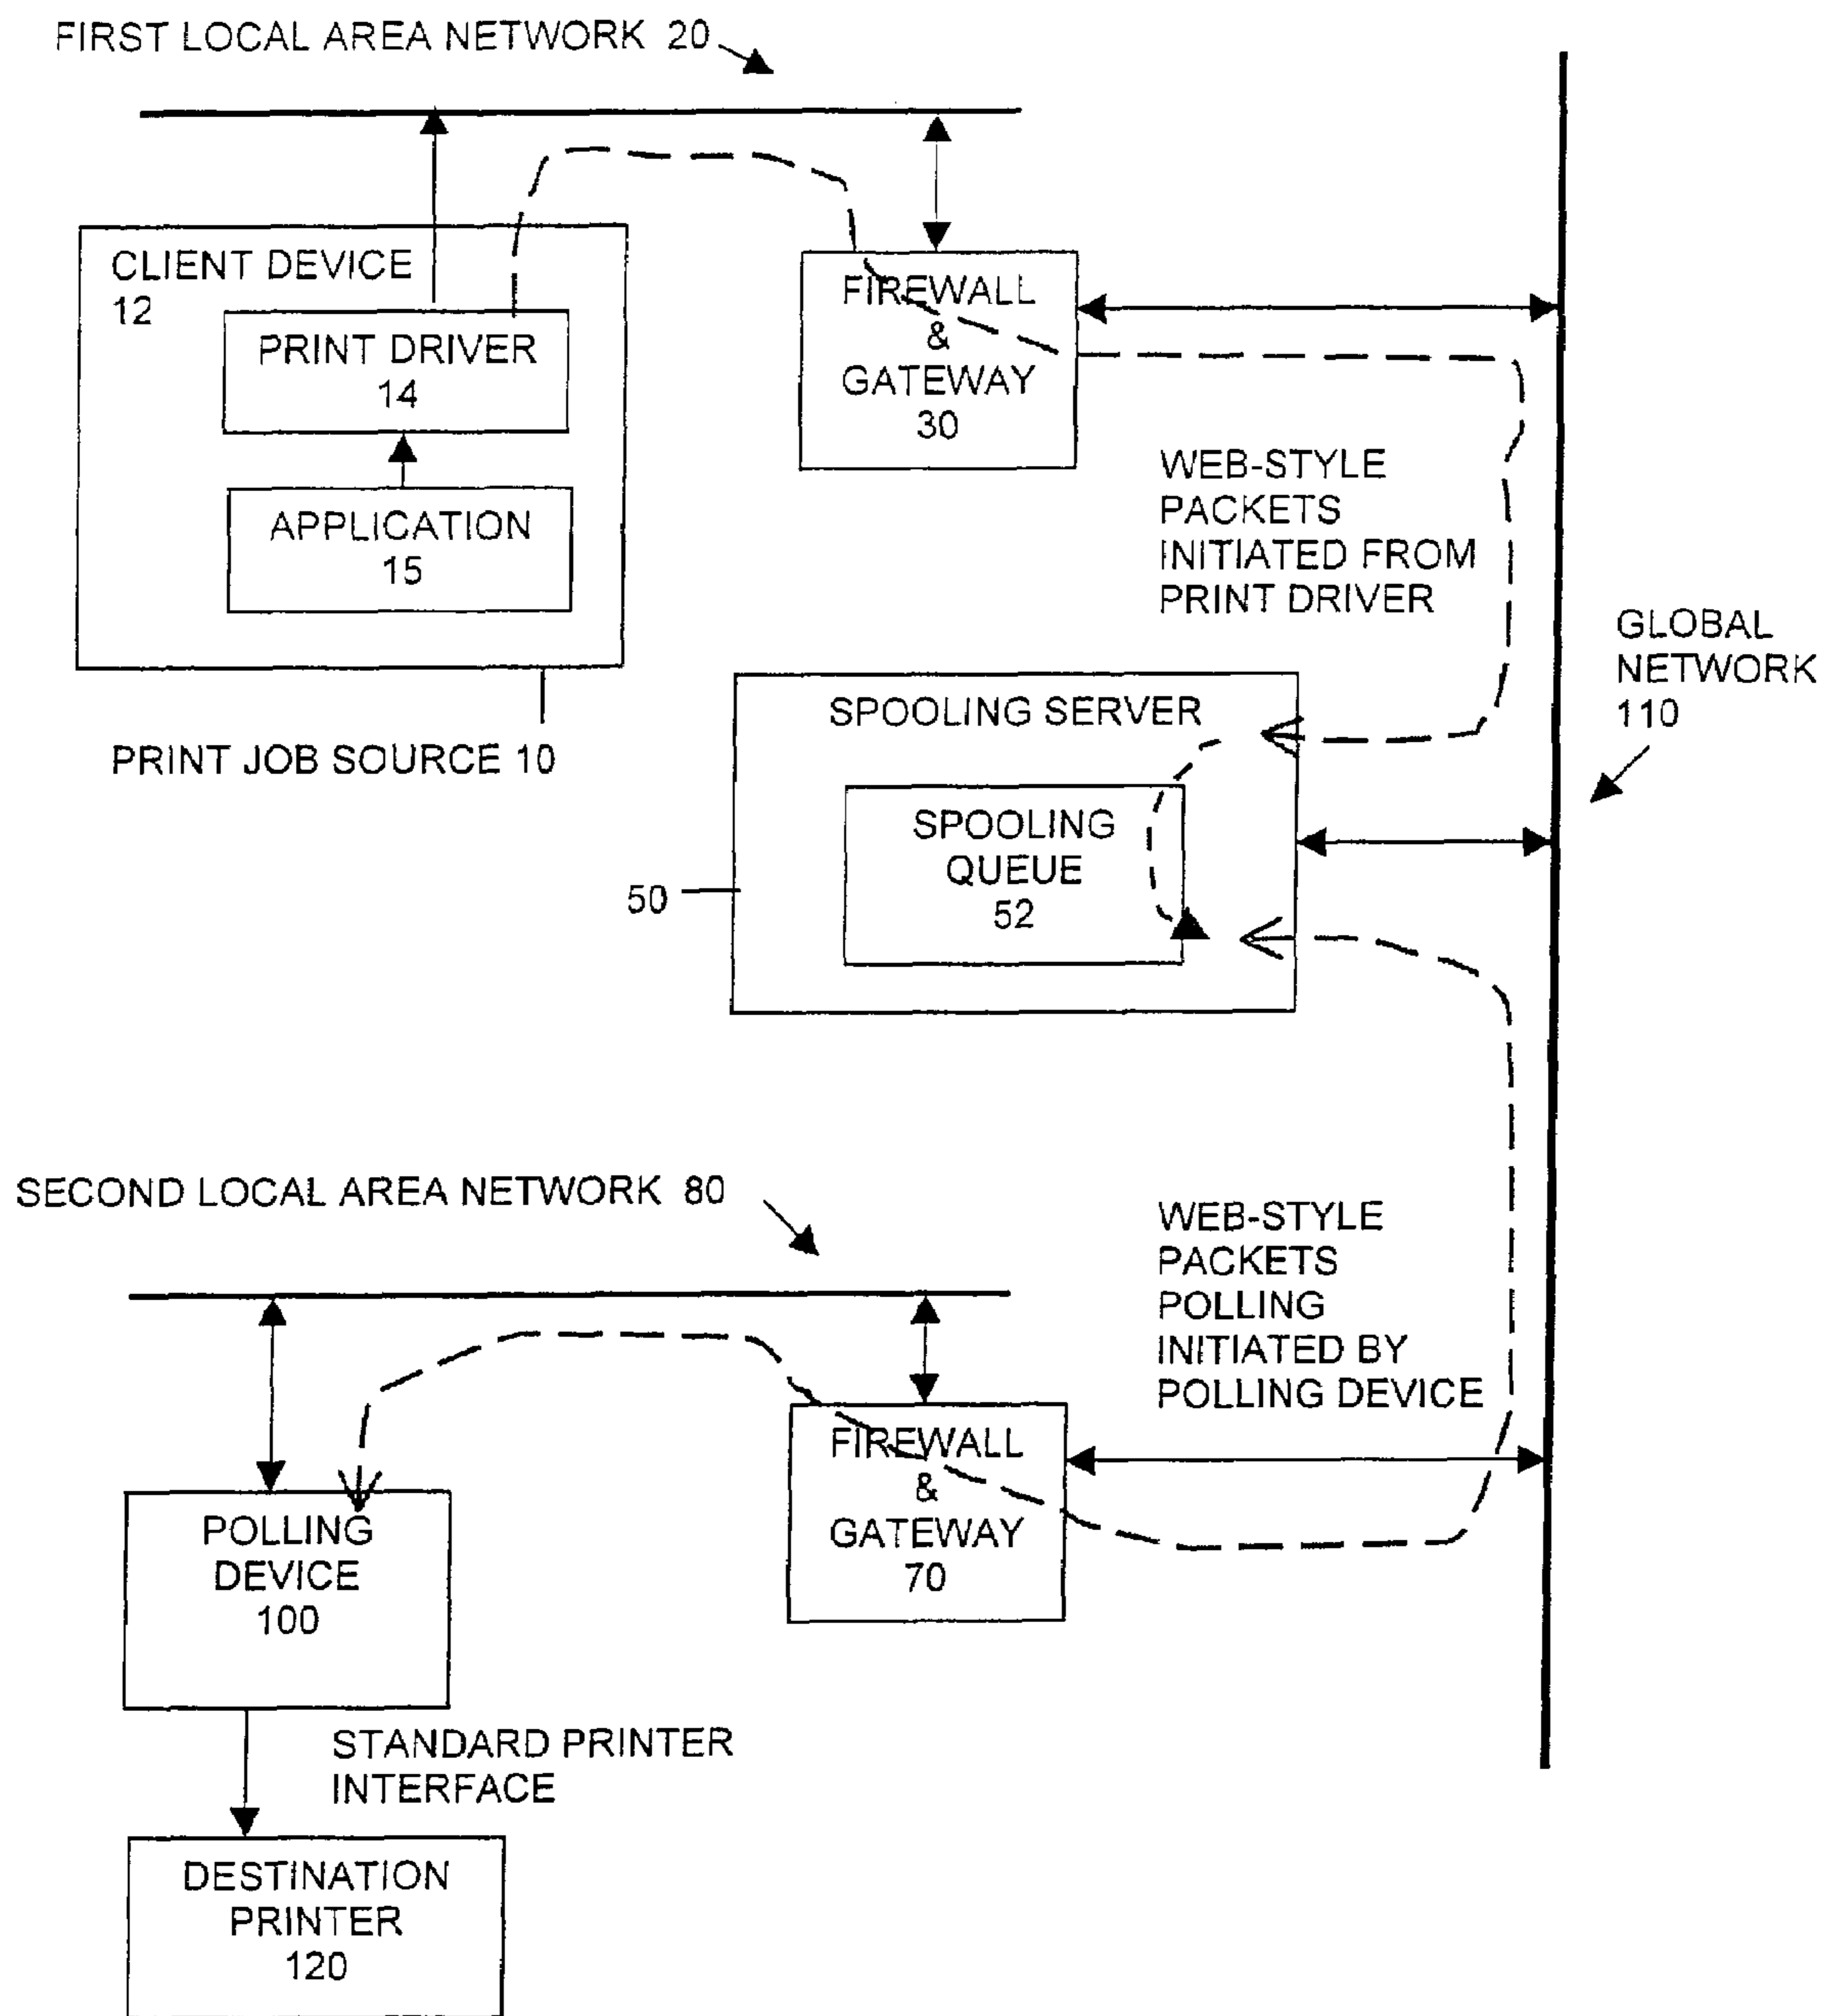 FIRST LOCAL AREA NETWORK 20
CLIENT DEVICE
12
PRINT DRIVER
14
APPLICATION
15
PRINT JOB SOURCE 10
FIREWALL
&
GATEWAY
30
WEB-STYLE
PACKETS
INITIATED FROM
PRINT DRIVER
GLOBAL
NETWORK
110
SPOOLING SERVER
SPOOLING
QUEUE
52
50
SECOND LOCAL AREA NETWORK 80
WEB-STYLE
PACKETS
POLLING
INITIATED BY
POLLING DEVICE
FIREWALL
&
GATEWAY
70
POLLING
DEVICE
100
STANDARD PRINTER
INTERFACE
DESTINATION
PRINTER
120